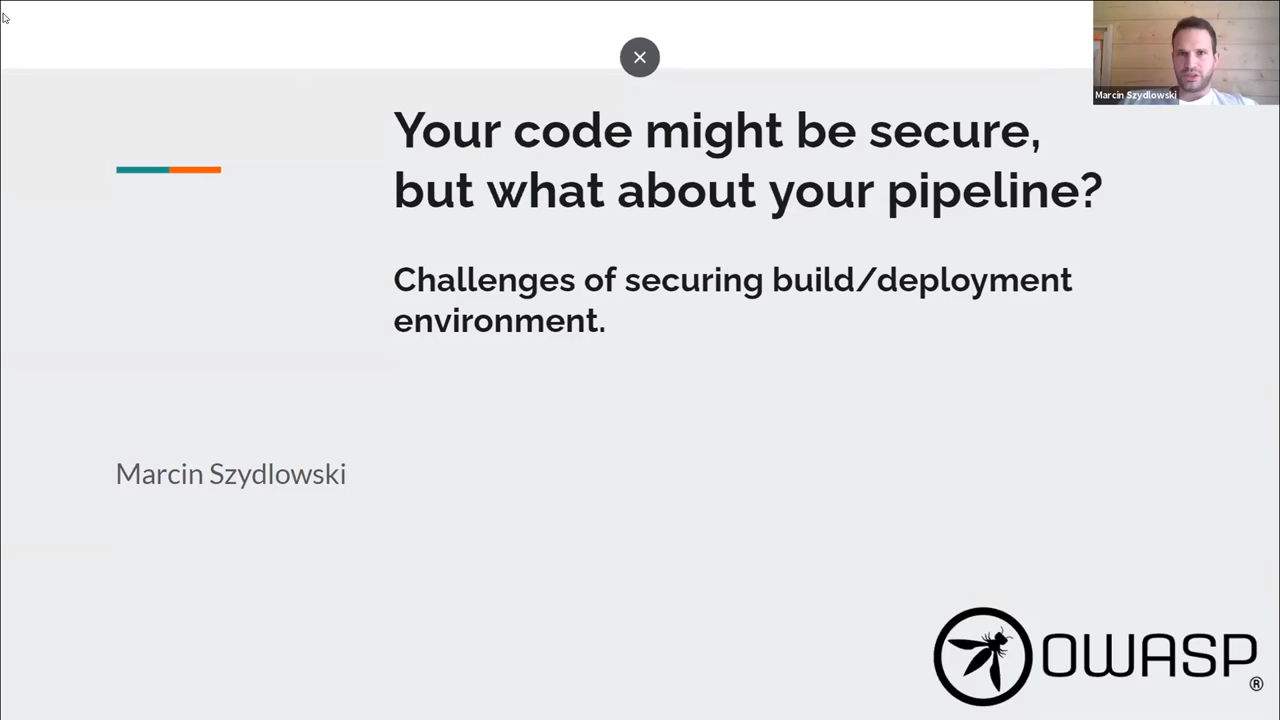 Marcin Szydlowski
Your code might be secure,
but what about your pipeline?
Challenges of securing build/deployment
environment.
Marcin Szydlowski
OWASP
®